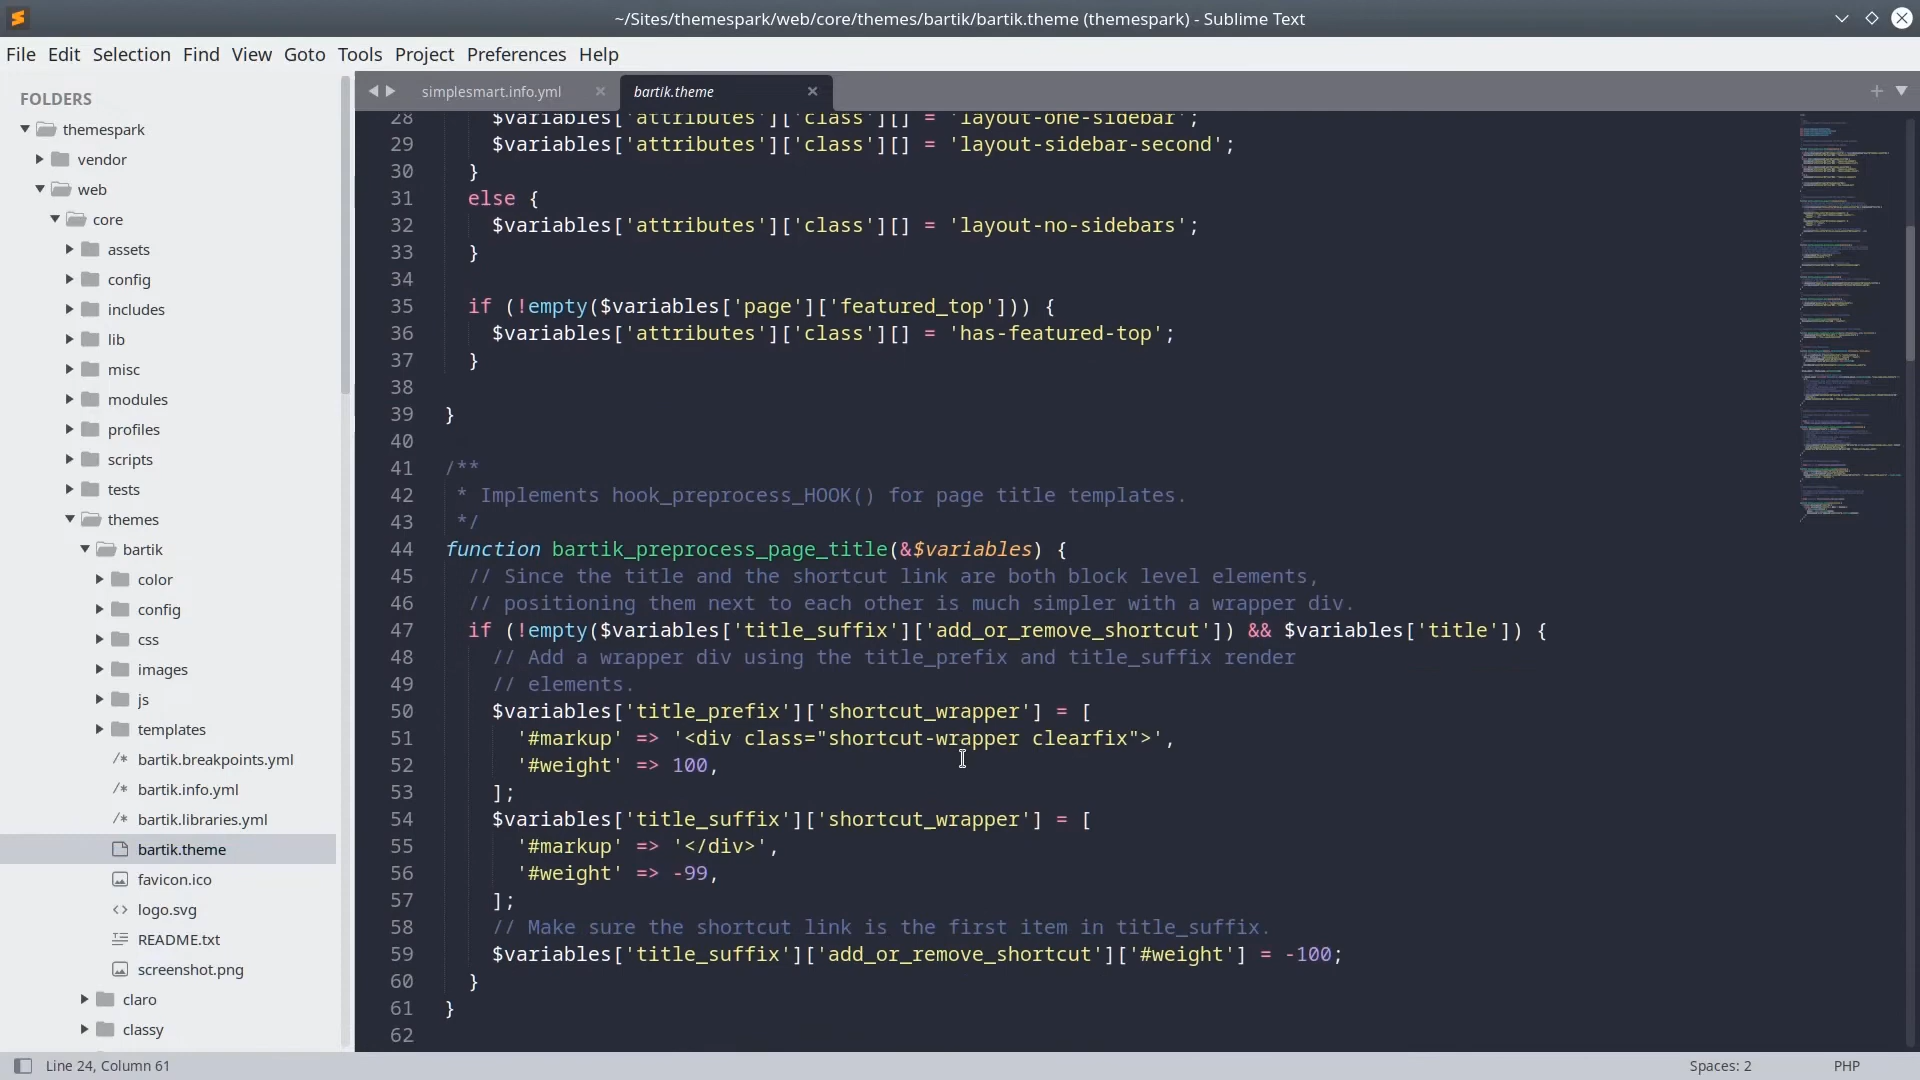 ~/Sites/themespark/web/core/themes/bartik/bartik.theme (themespark) - Sublime Text
File Edit Selection Find View Goto Tools Project Preferences Help
FOLDERS
themespark
vendor
web
core
assets
config
includes
lib
misc
modules
profiles
scripts
tests
themes
bartik
color
config
css
images
js
templates
/* bartik.breakpoints.yml
/* bartik.info.yml
/* bartik.libraries.yml
bartik.theme
favicon.ico
<> logo.svg
README.txt
screenshot.png
claro
classy
simplesmart.info.yml
bartik.theme
28 $variables['attributes']['class'][] = 'layout-one-sidebar';
29 $variables['attributes']['class'][] = 'layout-sidebar-second';
30 }
31 else {
32 $variables['attributes']['class'][] = 'layout-no-sidebars';
33 }
34
35 if (!empty($variables['page']['featured_top'])) {
36 $variables['attributes']['class'][] = 'has-featured-top';
37 }
38
39 }
40
41 /**
42 * Implements hook_preprocess_HOOK() for page title templates.
43 */
44 function bartik_preprocess_page_title(&$variables) {
45 // Since the title and the shortcut link are both block level elements,
46 // positioning them next to each other is much simpler with a wrapper div.
47 if (!empty($variables['title_suffix']['add_or_remove_shortcut']) && $variables['title']) {
48 // Add a wrapper div using the title_prefix and title_suffix render
49 // elements.
50 $variables['title_prefix']['shortcut_wrapper'] = [
51 '#markup' => '<div class="shortcut-wrapper clearfix">',
52 '#weight' => 100,
53 ];
54 $variables['title_suffix']['shortcut_wrapper'] = [
55 '#markup' => '</div>',
56 '#weight' => -99,
57 ];
58 // Make sure the shortcut link is the first item in title_suffix.
59 $variables['title_suffix']['add_or_remove_shortcut']['#weight'] = -100;
60 }
61 }
62
Line 24, Column 61
Spaces: 2
PHP